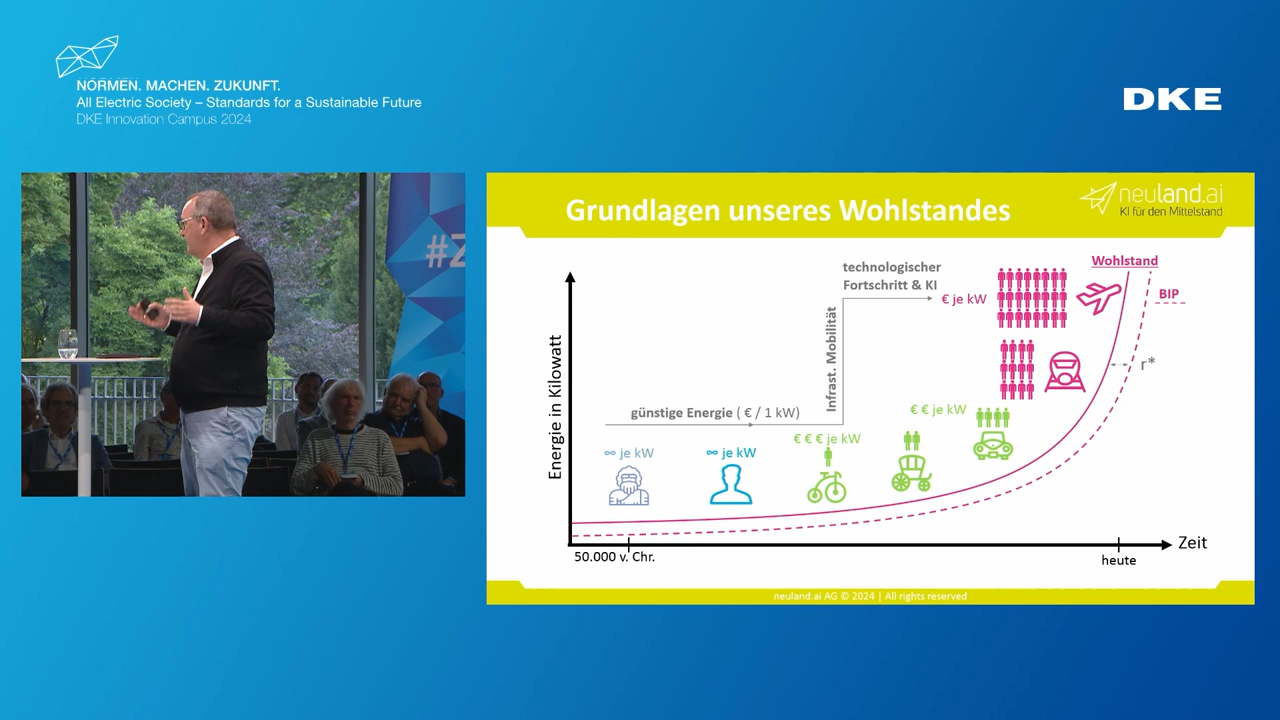 NORMEN. MACHEN. ZUKUNFT.
All Electric Society – Standards for a Sustainable Future
DKE Innovation Campus 2024
DKE
#Z
Grundlagen unseres Wohlstandes
neuland.ai
KI für den Mittelstand
Wohlstand
technologischer
Fortschritt & KI
€ je kW
BIP
Infrast. Mobilität
Energie in Kilowatt
r*
günstige Energie ( € / 1 kW)
€ € je kW
€ € € je kW
∞ je kW
∞ je kW
Zeit
50.000 v. Chr.
heute
neuland.ai AG © 2024 | All rights reserved